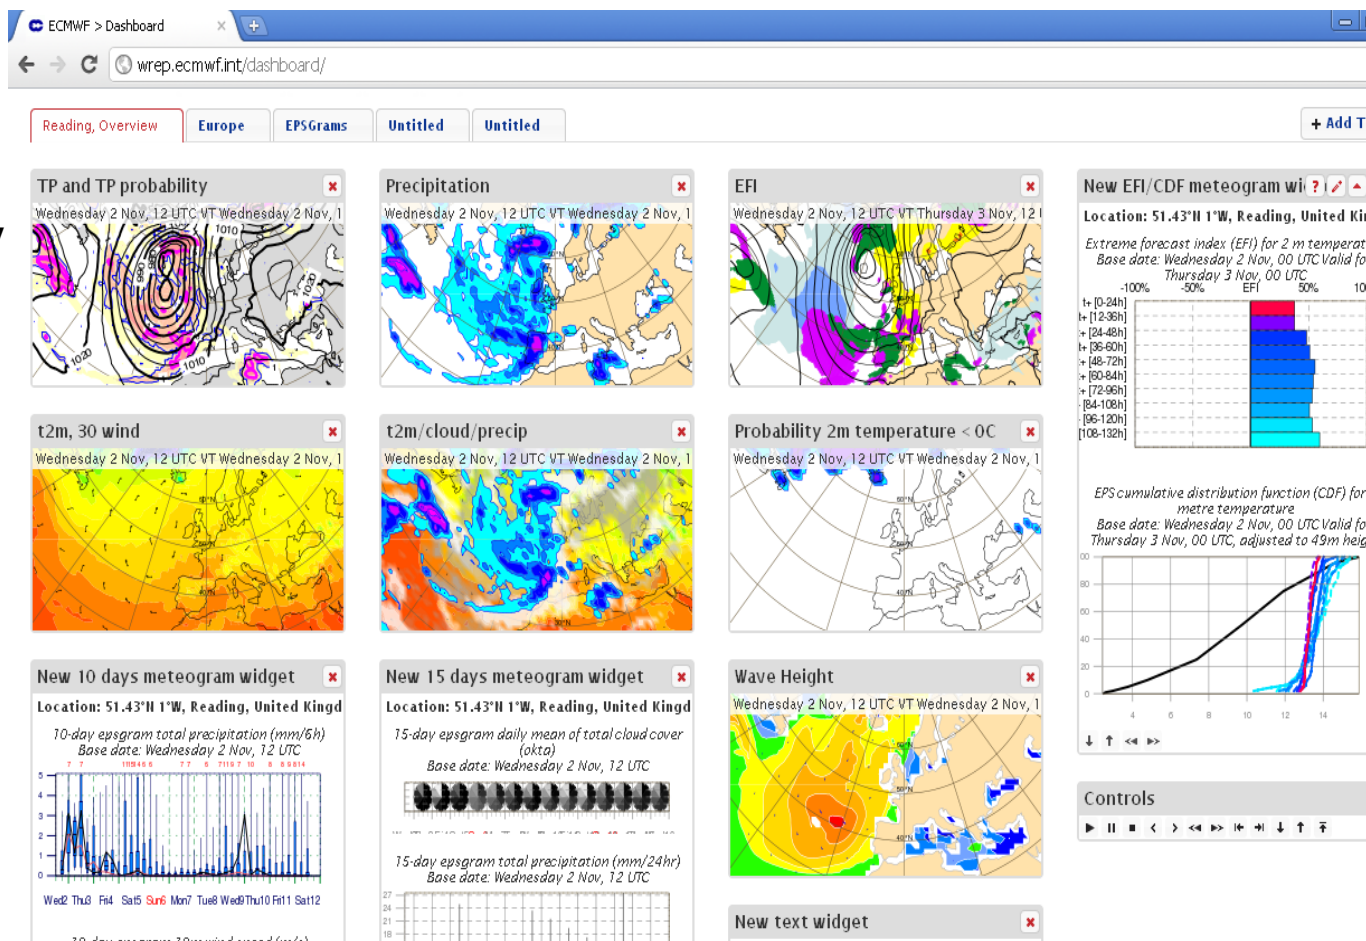 ECMWF > Dashboard
wrep.ecmwf.int/dashboard/
Reading, Overview
Europe
EPSGrams
Untitled
Untitled
+ Add T
TP and TP probability
Wednesday 2 Nov, 12 UTC VT Wednesday 2 Nov, 1
1010
1020
1010
Precipitation
Wednesday 2 Nov, 12 UTC VT Wednesday 2 Nov, 1
EFI
Wednesday 2 Nov, 12 UTC VT Thursday 3 Nov, 12
New EFI/CDF meteogram wi
Location: 51.43°N 1°W, Reading, United Kin
Extreme forecast index (EFI) for 2 m temperat
Base date: Wednesday 2 Nov, 00 UTC Valid fo
Thursday 3 Nov, 00 UTC
-100% -50% EFI 50% 10
t+ [0-24h]
t+ [12-36h]
+ [24-48h]
t+ [36-60h]
+ [48-72h]
+ [60-84h]
+ [72-96h]
[84-108h]
[96-120h]
[108-132h]
EPS cumulative distribution function (CDF) for
metre temperature
Base date: Wednesday 2 Nov, 00 UTC Valid fo
Thursday 3 Nov, 00 UTC, adjusted to 49m heig
00
80
60
40
20
0
4 6 8 10 12 14
t2m, 30 wind
Wednesday 2 Nov, 12 UTC VT Wednesday 2 Nov, 1
t2m/cloud/precip
Wednesday 2 Nov, 12 UTC VT Wednesday 2 Nov, 1
Probability 2m temperature < 0C
Wednesday 2 Nov, 12 UTC VT Wednesday 2 Nov, 1
New 10 days meteogram widget
Location: 51.43°N 1°W, Reading, United Kingd
10-day epsgram total precipitation (mm/6h)
Base date: Wednesday 2 Nov, 12 UTC
5
4
3
2
1
0
Wed2 Thu3 Fri4 Sat5 Sun6 Mon7 Tue8 Wed9 Thu10 Fri11 Sat12
New 15 days meteogram widget
Location: 51.43°N 1°W, Reading, United Kingd
15-day epsgram daily mean of total cloud cover
(okta)
Base date: Wednesday 2 Nov, 12 UTC
15-day epsgram total precipitation (mm/24hr)
Base date: Wednesday 2 Nov, 12 UTC
27
24
21
18
Wave Height
Wednesday 2 Nov, 12 UTC VT Wednesday 2 Nov, 1
New text widget
Controls